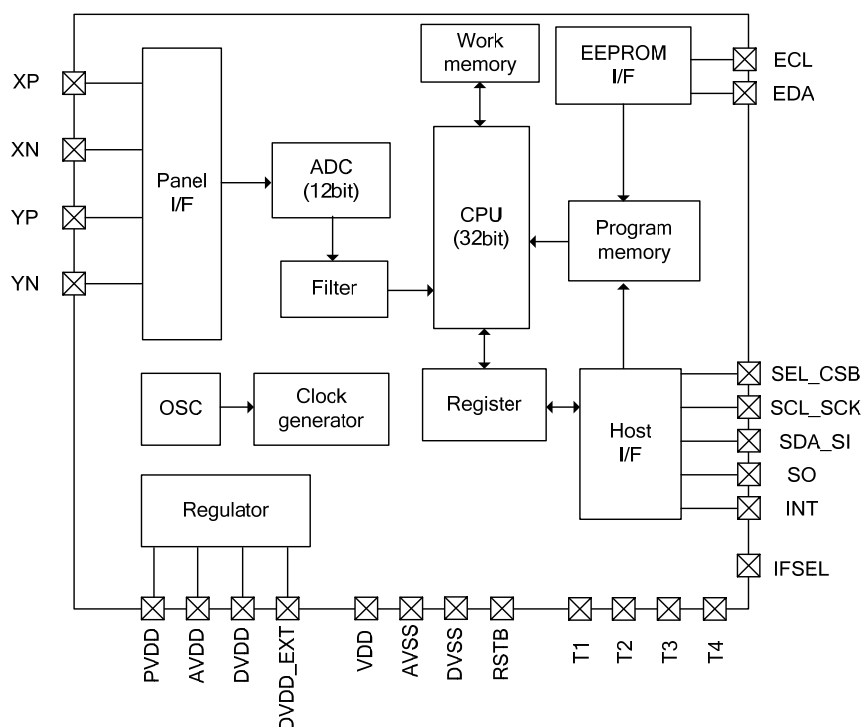 Work
memory
EEPROM
I/F
ECL
EDA
XP
XN
YP
YN
Panel
I/F
ADC
(12bit)
CPU
(32bit)
Program
memory
Filter
OSC
Clock
generator
Register
Host
I/F
SEL_CSB
SCL_SCK
SDA_SI
SO
INT
IFSEL
Regulator
PVDD
AVDD
DVDD
DVDD_EXT
VDD
AVSS
DVSS
RSTB
T1
T2
T3
T4